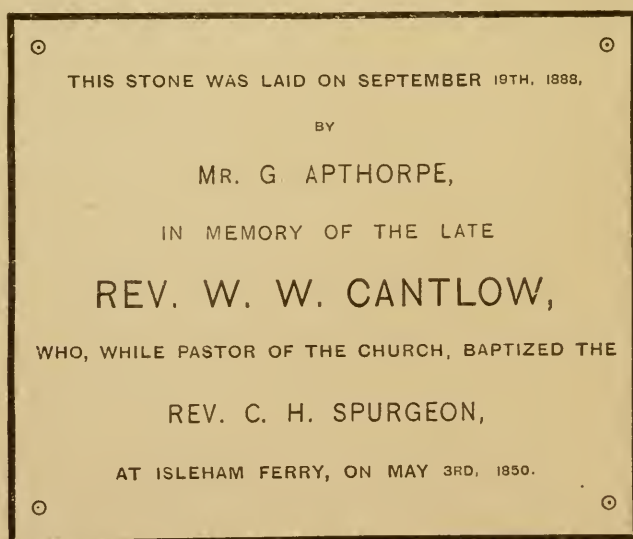 THIS STONE WAS LAID ON SEPTEMBER 19TH, 1888,
BY
MR. G APTHORPE,
IN MEMORY OF THE LATE
REV. W. W. CANTLOW,
WHO, WHILE PASTOR OF THE CHURCH, BAPTIZED THE
REV. C. H. SPURGEON,
AT ISLEHAM FERRY, ON MAY 3RD, 1850.